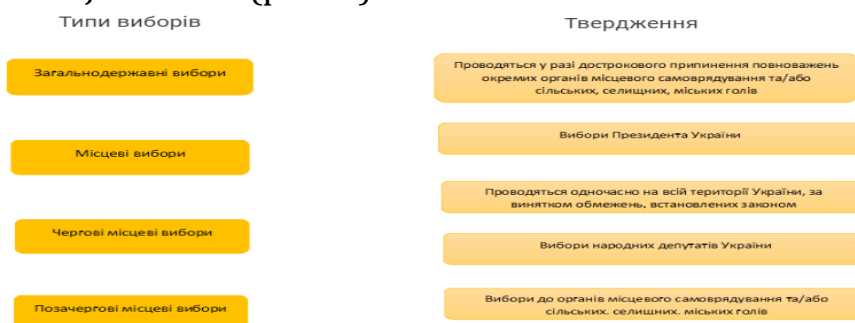 Типи виборів
Твердження
Загальнодержавні вибори
Місцеві вибори
Чергові місцеві вибори
Позачергові місцеві вибори
Проводяться у разі дострокового припинення повноважень
окремих органів місцевого самоврядування та/або
сільських, селищних, міських голів
Вибори Президента України
Проводяться одночасно на всій території України, за
винятком обмежень, встановлених законом
Вибори народних депутатів України
Вибори до органів місцевого самоврядування та/або
сільських. селищних. міських голів